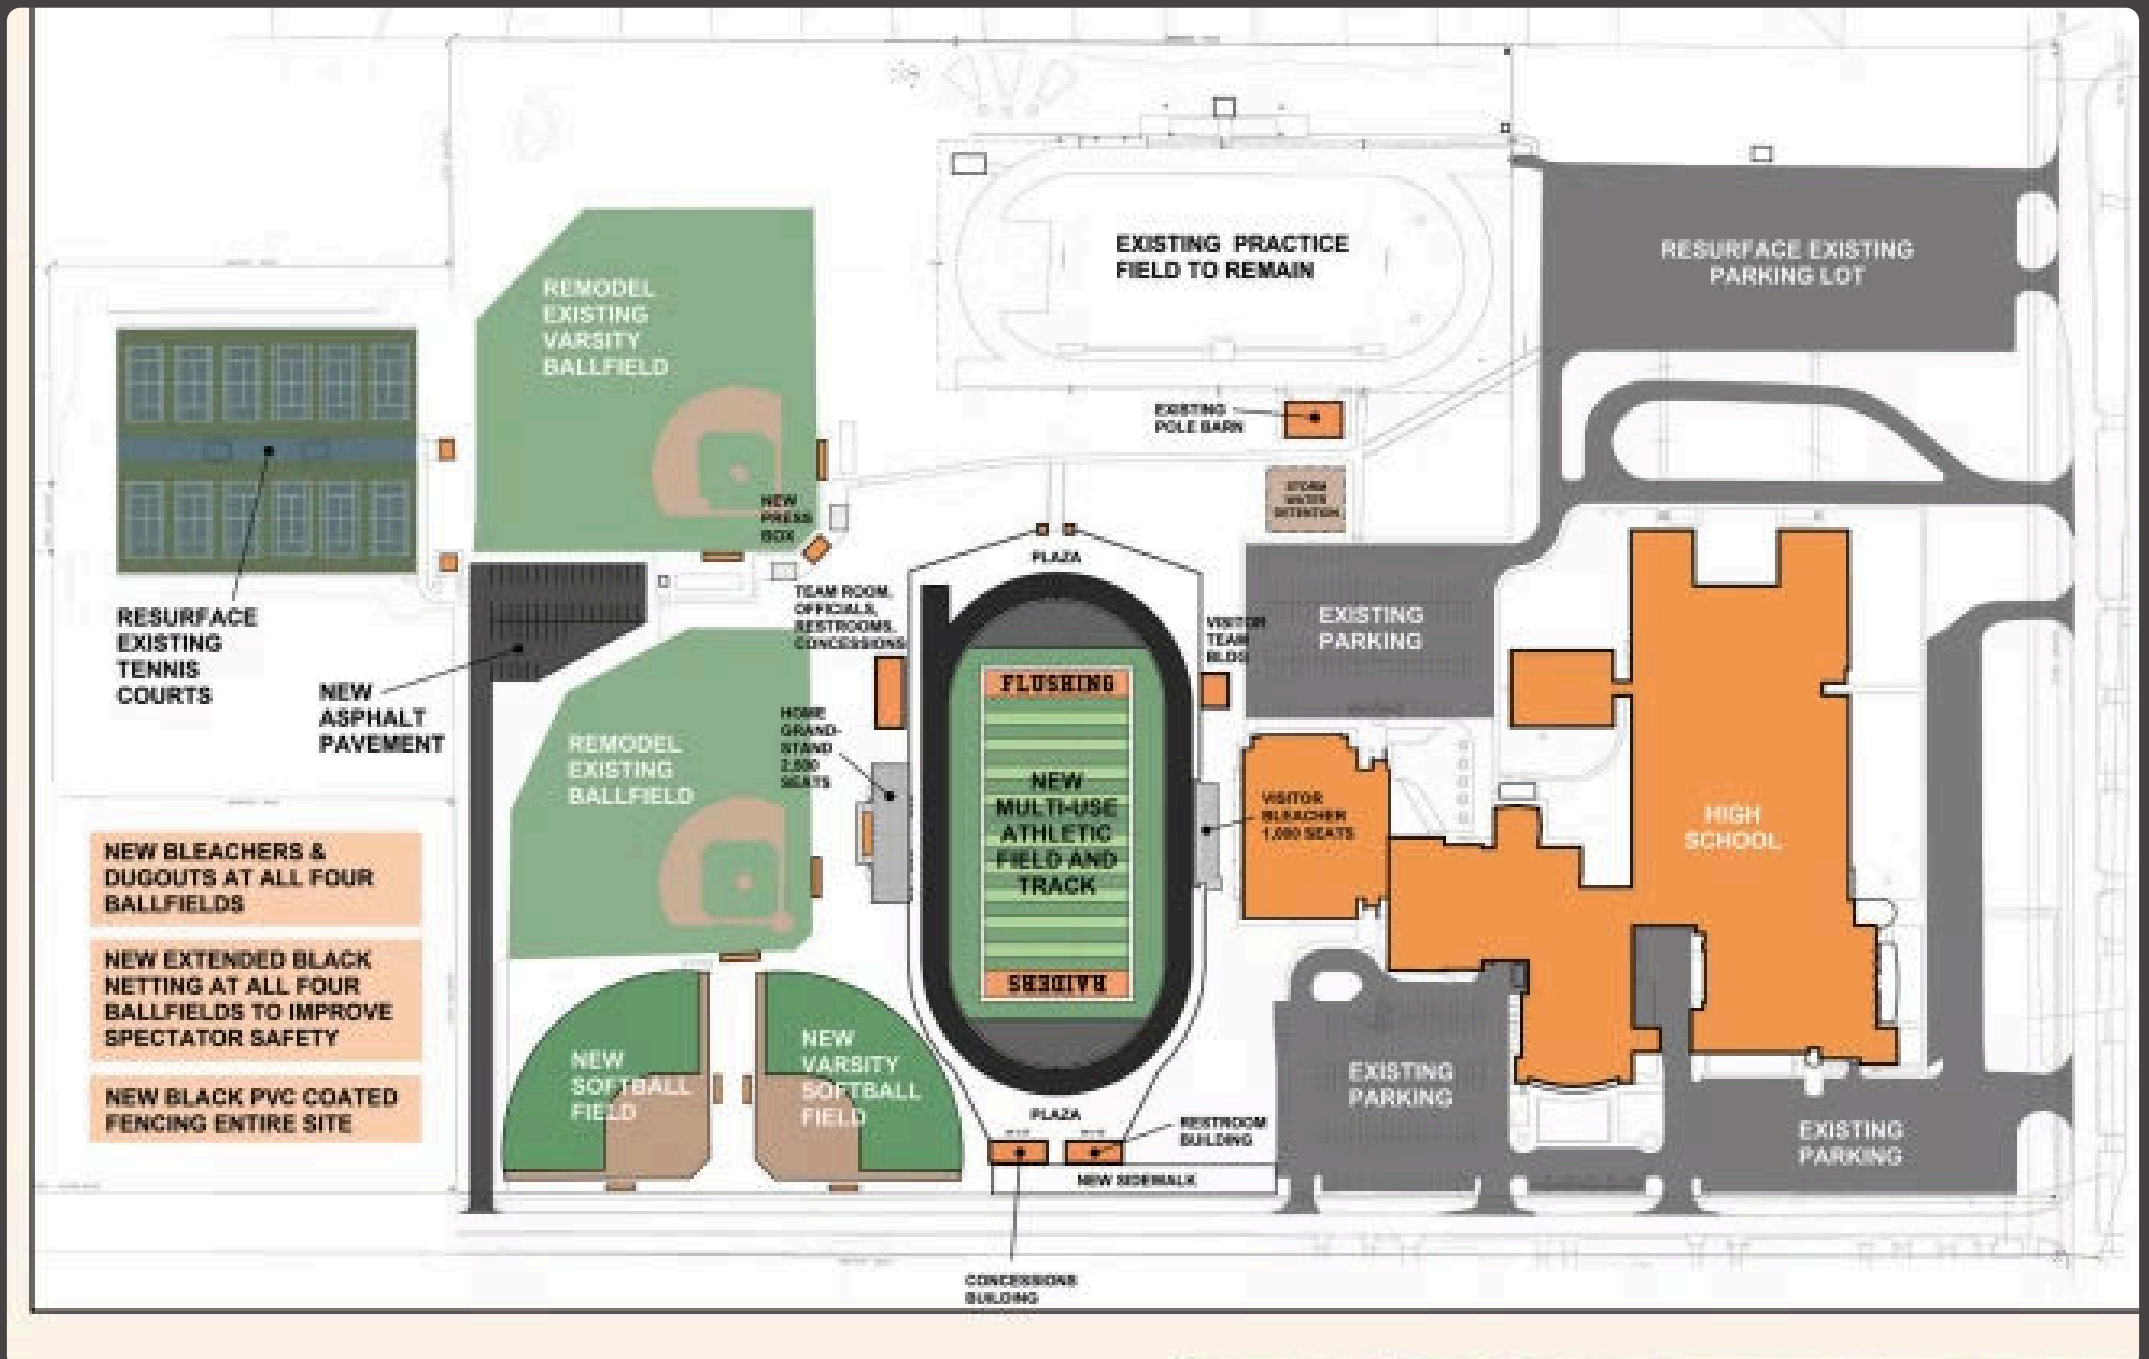 EXISTING PRACTICE
FIELD TO REMAIN
RESURFACE EXISTING
PARKING LOT
REMODEL
EXISTING
VARSITY
BALLFIELD
EXISTING
POLE BARN
STORM
WATER
DETENTION
NEW
PRESS
BOX
PLAZA
TEAM ROOM,
OFFICIALS,
RESTROOMS,
CONCESSIONS
VISITOR
TEAM
BLDG
EXISTING
PARKING
RESURFACE
EXISTING
TENNIS
COURTS
NEW
ASPHALT
PAVEMENT
FLUSHING
HOME
GRAND-
STAND
2,500
SEATS
REMODEL
EXISTING
BALLFIELD
NEW
MULTI-USE
ATHLETIC
FIELD AND
TRACK
VISITOR
BLEACHER
1,000 SEATS
HIGH
SCHOOL
NEW BLEACHERS &
DUGOUTS AT ALL FOUR
BALLFIELDS
NEW EXTENDED BLACK
NETTING AT ALL FOUR
BALLFIELDS TO IMPROVE
SPECTATOR SAFETY
NEW BLACK PVC COATED
FENCING ENTIRE SITE
RAIDERS
NEW
SOFTBALL
FIELD
NEW
VARSITY
SOFTBALL
FIELD
EXISTING
PARKING
PLAZA
RESTROOM
BUILDING
EXISTING
PARKING
NEW SIDEWALK
CONCESSIONS
BUILDING